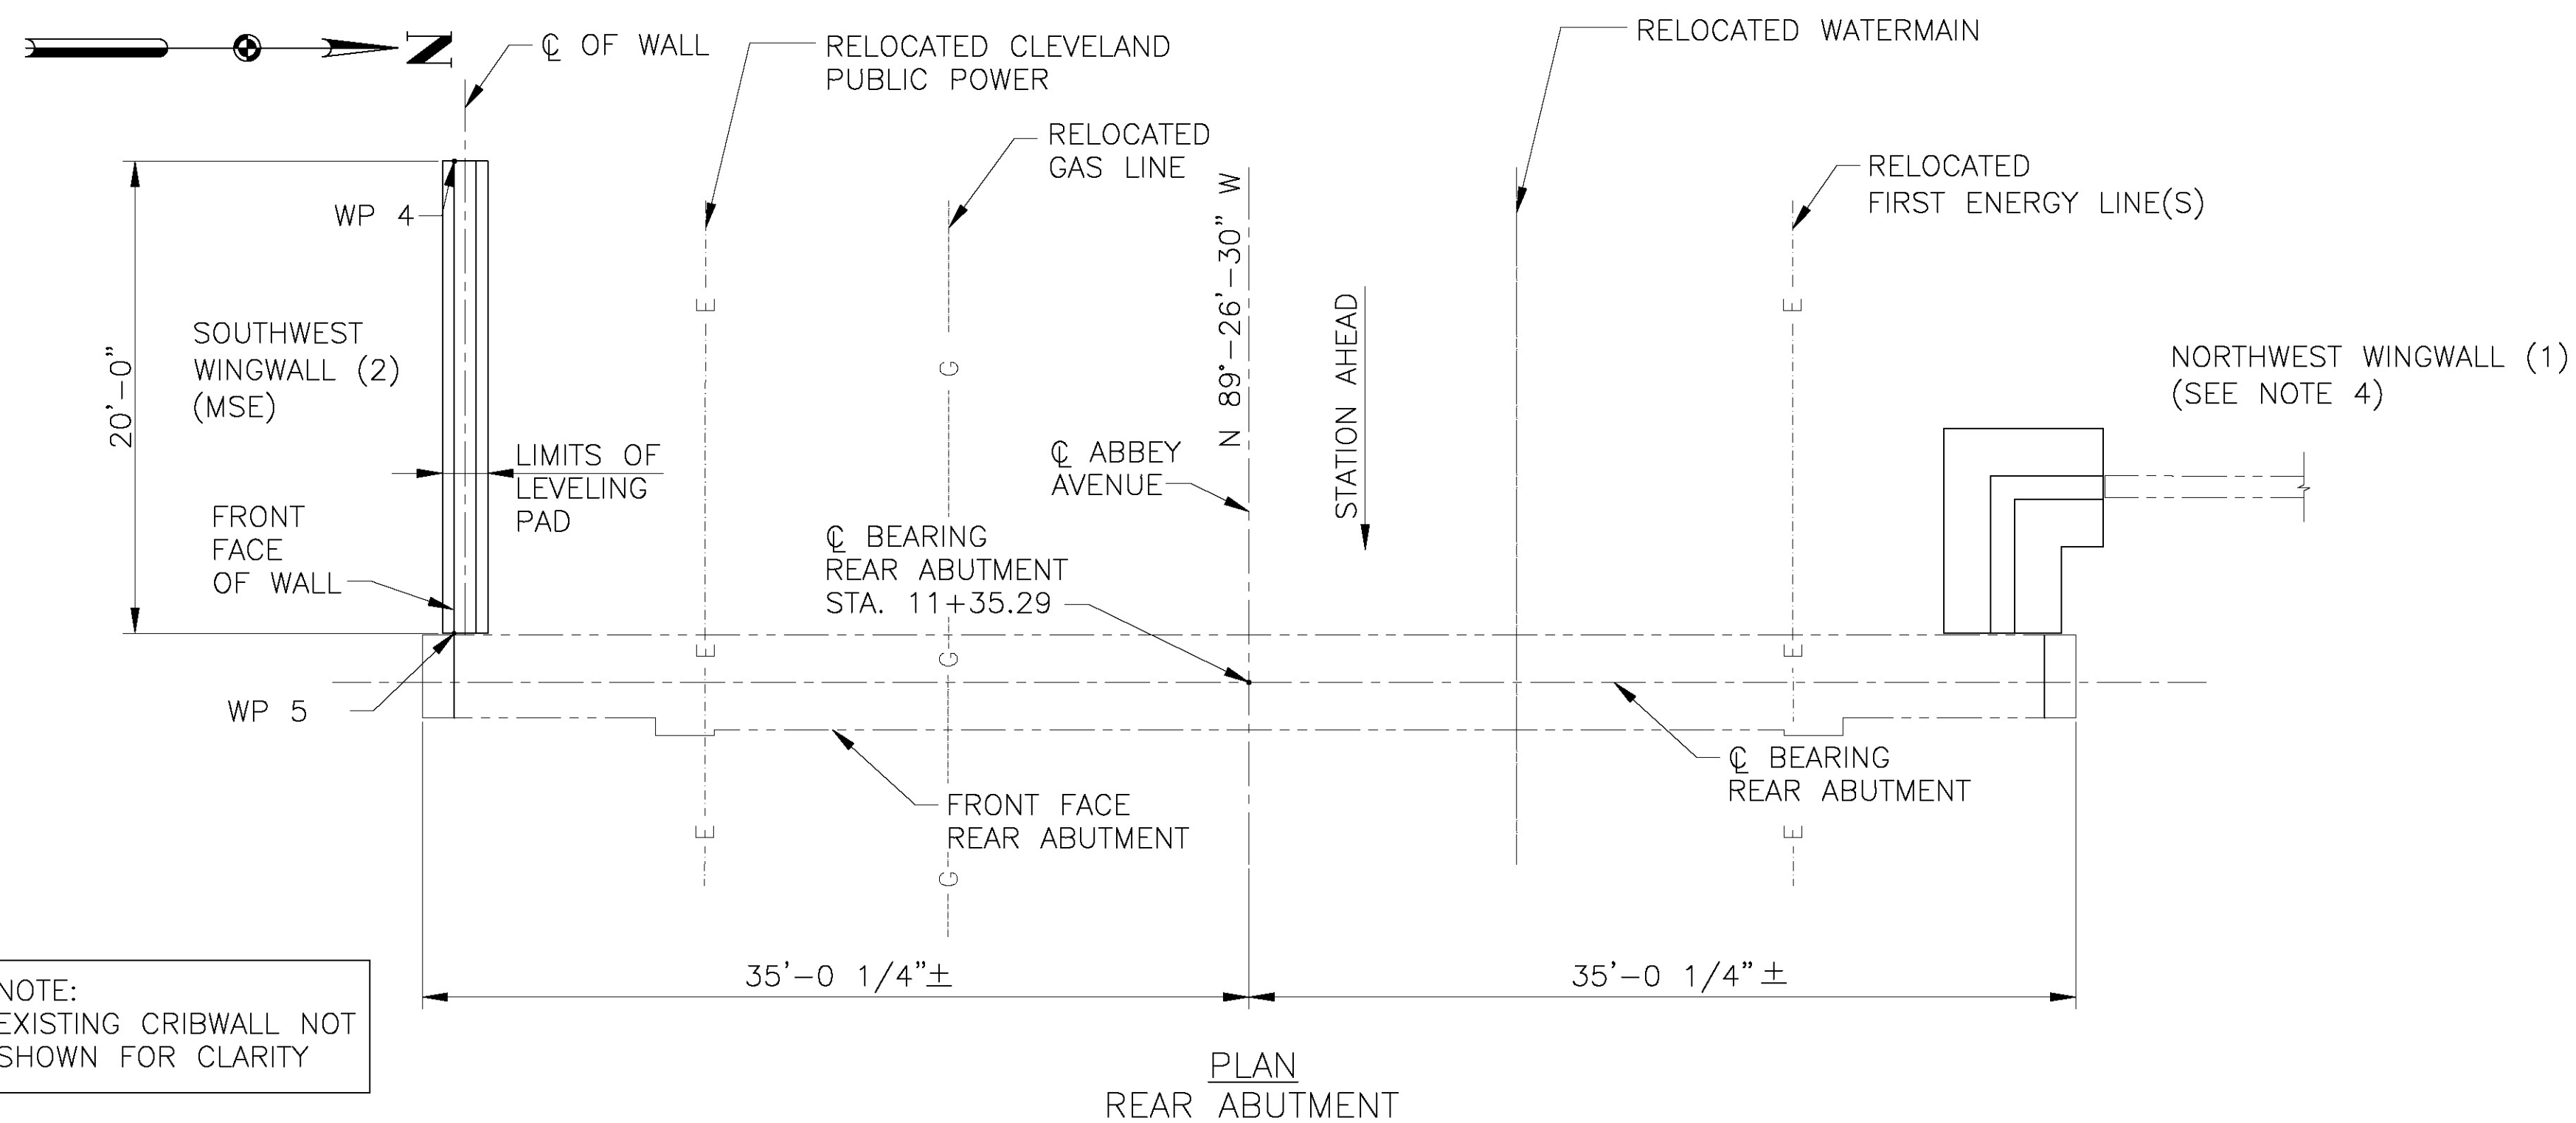 N
℄ OF WALL
RELOCATED CLEVELAND
PUBLIC POWER
RELOCATED WATERMAIN
RELOCATED
GAS LINE
RELOCATED
FIRST ENERGY LINE(S)
WP 4
N 89°-26'-30" W
STATION AHEAD
20'-0"
SOUTHWEST
WINGWALL (2)
(MSE)
E
E
G
NORTHWEST WINGWALL (1)
(SEE NOTE 4)
LIMITS OF
LEVELING
PAD
℄ ABBEY
AVENUE
FRONT
FACE
OF WALL
℄ BEARING
REAR ABUTMENT
STA. 11+35.29
E
G
E
WP 5
℄ BEARING
REAR ABUTMENT
FRONT FACE
REAR ABUTMENT
E
E
G
35'-0 1/4"±
35'-0 1/4"±
NOTE:
EXISTING CRIBWALL NOT
SHOWN FOR CLARITY
PLAN
REAR ABUTMENT